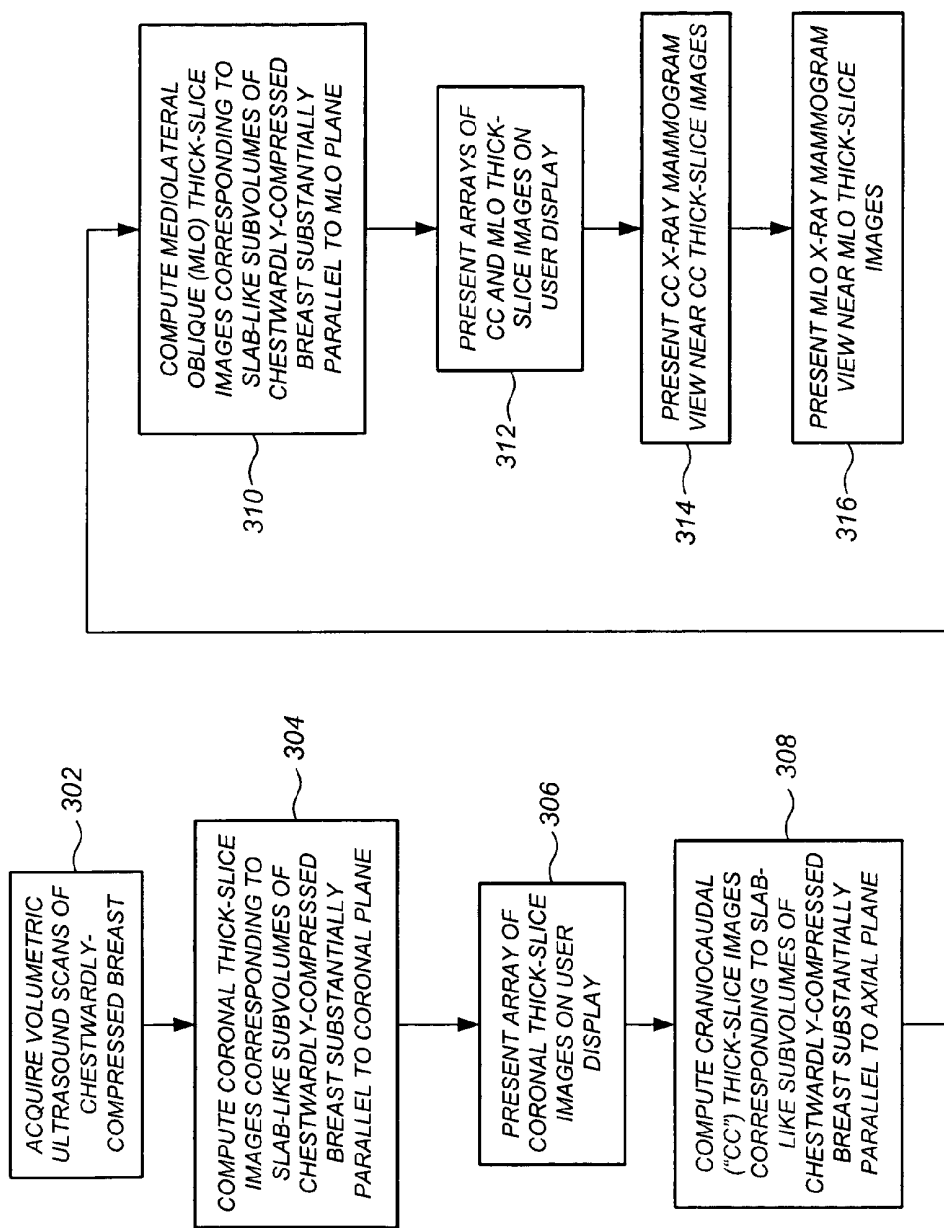 302
ACQUIRE VOLUMETRIC
ULTRASOUND SCANS OF
CHESTWARDLY-
COMPRESSED BREAST
304
COMPUTE CORONAL THICK-SLICE
IMAGES CORRESPONDING TO
SLAB-LIKE SUBVOLUMES OF
CHESTWARDLY-COMPRESSED
BREAST SUBSTANTIALLY
PARALLEL TO CORONAL PLANE
306
PRESENT ARRAY OF
CORONAL THICK-SLICE
IMAGES ON USER
DISPLAY
308
COMPUTE CRANIOCAUDAL
("CC") THICK-SLICE IMAGES
CORRESPONDING TO SLAB-
LIKE SUBVOLUMES OF
CHESTWARDLY-COMPRESSED
BREAST SUBSTANTIALLY
PARALLEL TO AXIAL PLANE
COMPUTE MEDIOLATERAL
OBLIQUE (MLO) THICK-SLICE
IMAGES CORRESPONDING TO
SLAB-LIKE SUBVOLUMES OF
CHESTWARDLY-COMPRESSED
BREAST SUBSTANTIALLY
PARALLEL TO MLO PLANE
310
PRESENT ARRAYS OF
CC AND MLO THICK-
SLICE IMAGES ON
USER DISPLAY
312
PRESENT CC X-RAY MAMMOGRAM
VIEW NEAR CC THICK-SLICE IMAGES
314
PRESENT MLO X-RAY MAMMOGRAM
VIEW NEAR MLO THICK-SLICE
IMAGES
316